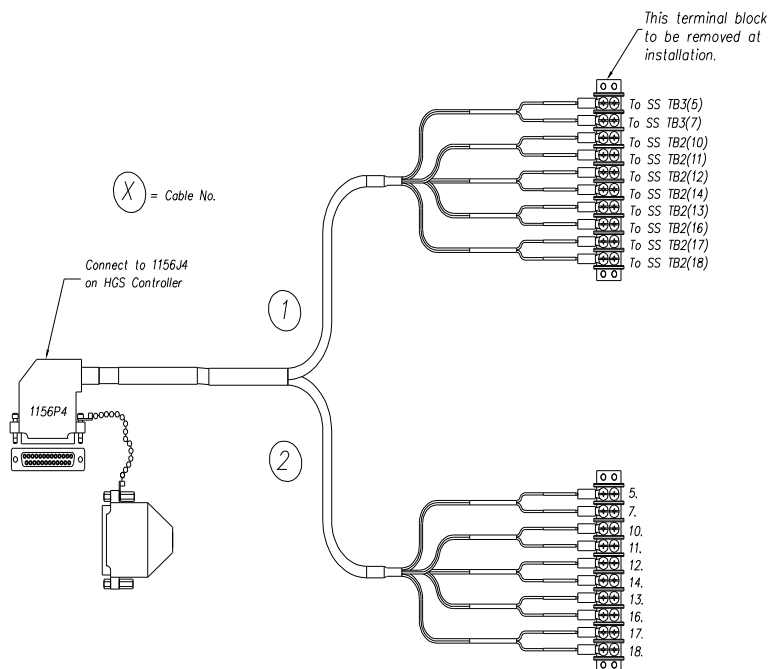 This terminal block
to be removed at
installation.
To SS TB3(5)
To SS TB3(7)
To SS TB2(10)
To SS TB2(11)
To SS TB2(12)
To SS TB2(14)
To SS TB2(13)
To SS TB2(16)
To SS TB2(17)
To SS TB2(18)
X = Cable No.
Connect to 1156J4
on HGS Controller
1
1156P4
2
5.
7.
10.
11.
12.
14.
13.
16.
17.
18.